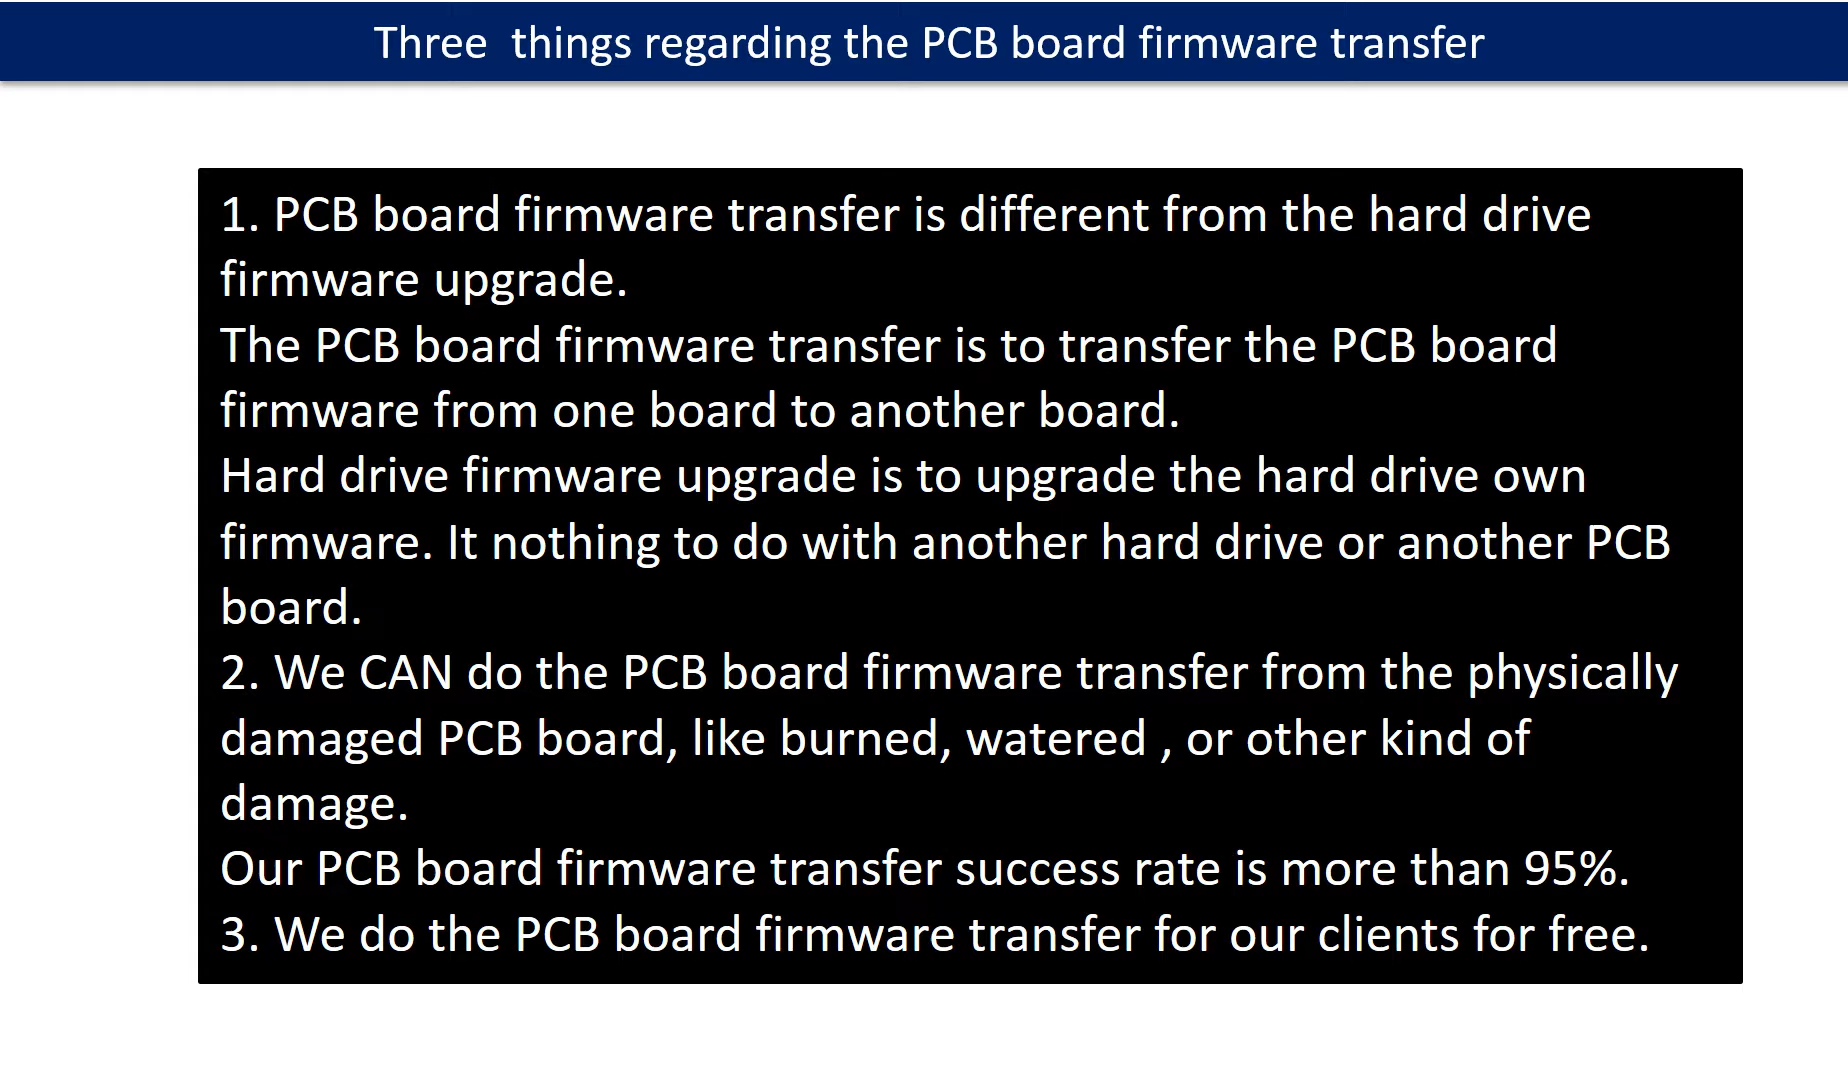 Three  things regarding the PCB board firmware transfer
1. PCB board firmware transfer is different from the hard drive
firmware upgrade.
The PCB board firmware transfer is to transfer the PCB board
firmware from one board to another board.
Hard drive firmware upgrade is to upgrade the hard drive own
firmware. It nothing to do with another hard drive or another PCB
board.
2. We CAN do the PCB board firmware transfer from the physically
damaged PCB board, like burned, watered , or other kind of
damage.
Our PCB board firmware transfer success rate is more than 95%.
3. We do the PCB board firmware transfer for our clients for free.